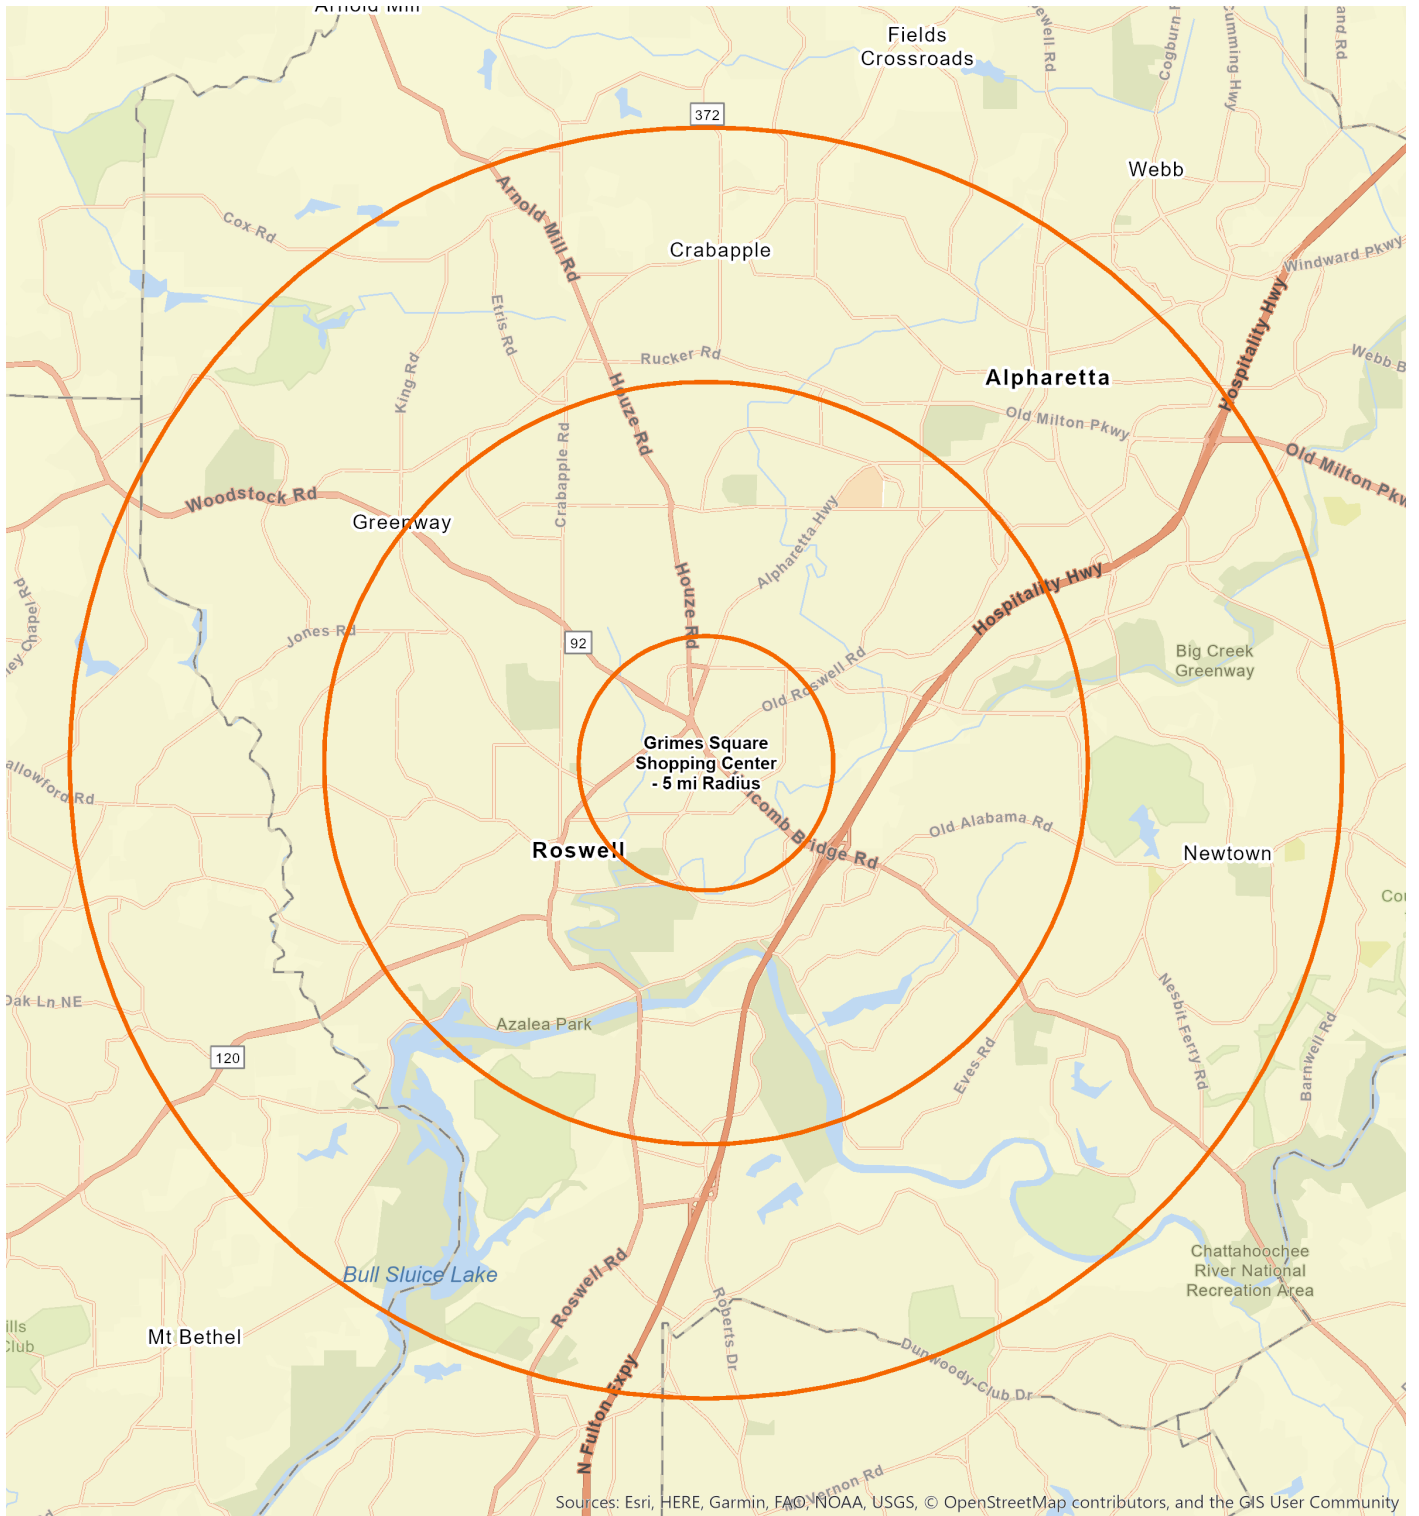 Arnold Mill
Fields
Crossroads
372
Webb
Cox Rd
Arnold Mill Rd
Crabapple
Windward Pkwy
Hospitality Hwy
Etris Rd
King Rd
Rucker Rd
Houze Rd
Alpharetta
Old Milton Pkwy
Crabapple Rd
Woodstock Rd
Greenway
Old Milton Pkw
Alpharetta Hwy
Houze Rd
Hospitality Hwy
Jones Rd
92
Old Roswell Rd
Big Creek
Greenway
Grimes Square
Shopping Center
- 5 mi Radius
Bridge Rd
allowford Rd
Old Alabama Rd
Roswell
Newtown
Oak Ln NE
Azalea Park
Nesbit Ferry Rd
Barnwell Rd
120
Eves Rd
Chattahoochee
River National
Recreation Area
Bull Sluice Lake
Roswell Rd
Roberts Dr
Mt Bethel
Dunwoody-Club Dr
N Fulton Expy
Vernon Rd
Sources: Esri, HERE, Garmin, FAO, NOAA, USGS, © OpenStreetMap contributors, and the GIS User Community